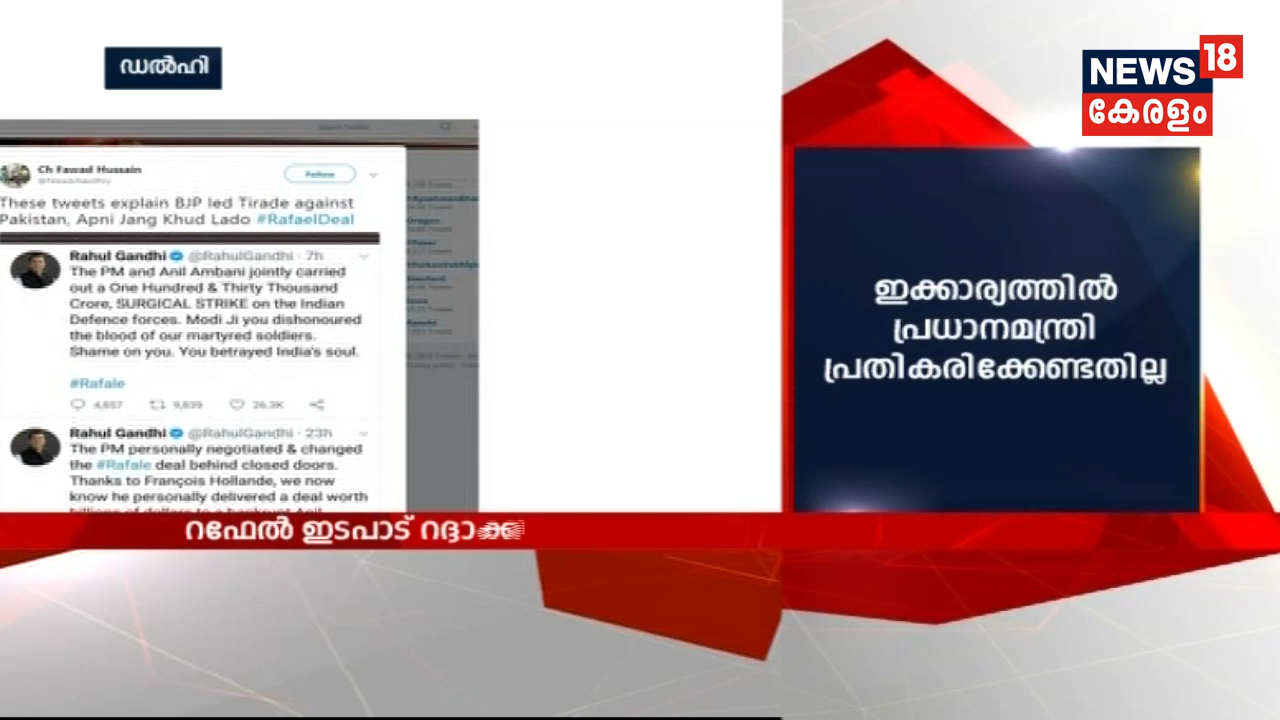 ഡൽഹി
NEWS 18
കേരളം
Ch Fawad Hussain
Follow
These tweets explain BJP led Tirade against
Pakistan, Apni Jang Khud Lado #RafaelDeal
Rahul Gandhi @RahulGandhi · 7h
The PM and Anil Ambani jointly carried
out a One Hundred & Thirty Thousand
Crore, SURGICAL STRIKE on the Indian
Defence forces. Modi Ji you dishonoured
the blood of our martyred soldiers.
Shame on you. You betrayed India's soul.
#Rafale
4,857 9,839 26.3K
Rahul Gandhi @RahulGandhi · 23h
The PM personally negotiated & changed
the #Rafale deal behind closed doors.
Thanks to François Hollande, we now
know he personally delivered a deal worth
ഇക്കാര്യത്തിൽ
പ്രധാനമന്ത്രി
പ്രതികരിക്കേണ്ടതില്ല
റഫേൽ ഇടപാട്